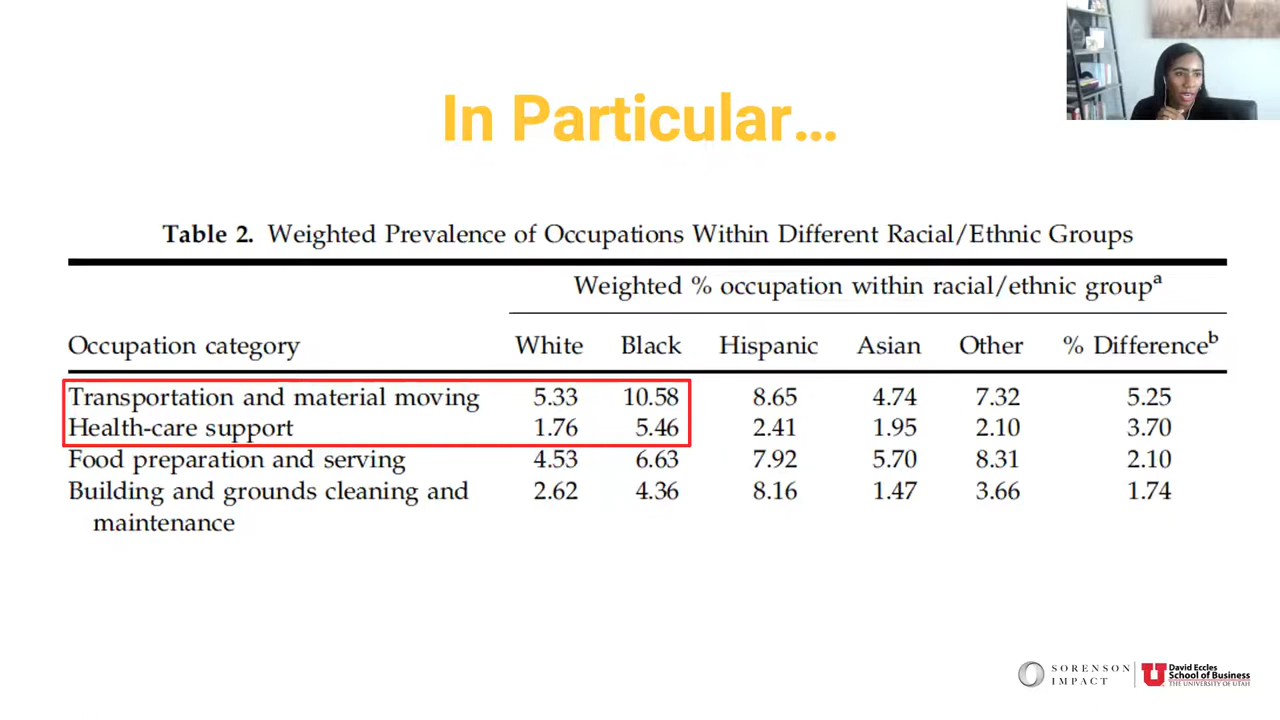 In Particular…
Table 2. Weighted Prevalence of Occupations Within Different Racial/Ethnic Groups
Weighted % occupation within racial/ethnic groupa
Occupation category White Black Hispanic Asian Other % Differenceb
Transportation and material moving 5.33 10.58 8.65 4.74 7.32 5.25
Health-care support 1.76 5.46 2.41 1.95 2.10 3.70
Food preparation and serving 4.53 6.63 7.92 5.70 8.31 2.10
Building and grounds cleaning and 2.62 4.36 8.16 1.47 3.66 1.74
maintenance
SORENSON
IMPACT
U
David Eccles
School of Business
THE UNIVERSITY OF UTAH